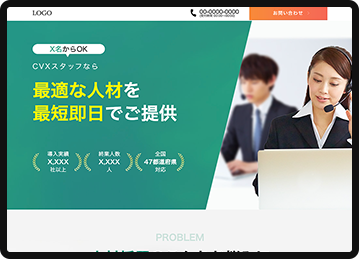 LOGO
00-0000-0000
お問い合わせ
X名からOK
CVXスタッフなら
最適な人材を
最短即日でご提供
導入実績
X,XXX
社以上
就業人数
X,XXX
人
全国
47都道府県
対応
PROBLEM